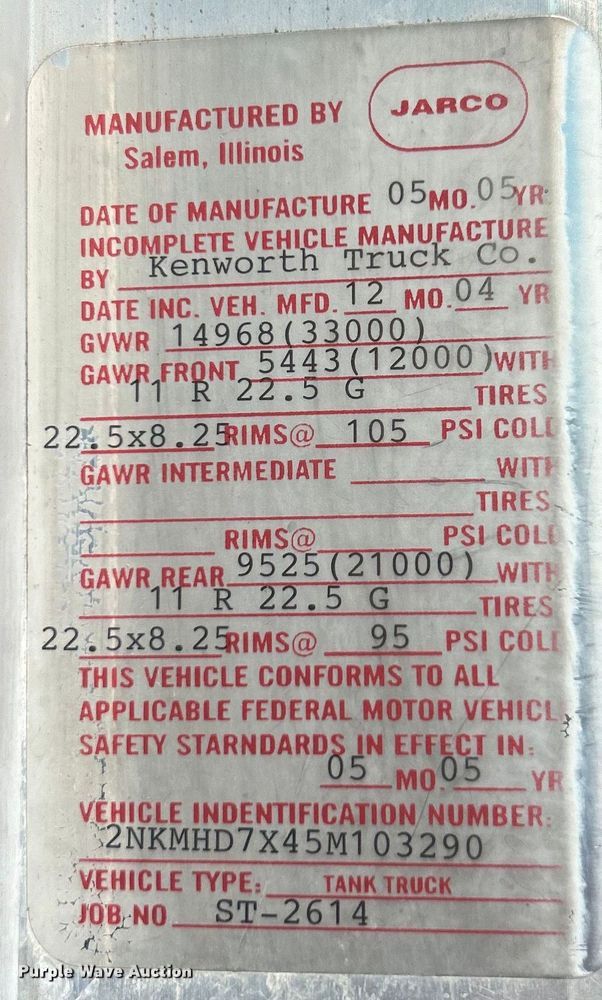 MANUFACTURED BY JARCO
Salem, Illinois
DATE OF MANUFACTURE 05 MO. 05 YR
INCOMPLETE VEHICLE MANUFACTURE
BY Kenworth Truck Co.
DATE INC. VEH. MFD. 12 MO. 04 YR
GVWR 14968(33000)
GAWR FRONT 5443(12000) WITH
11 R 22.5 G TIRES
22.5x8.25 RIMS@ 105 PSI COLD
GAWR INTERMEDIATE WITH
TIRES
RIMS@ PSI COLD
GAWR REAR 9525(21000) WITH
11 R 22.5 G TIRES
22.5x8.25 RIMS@ 95 PSI COLD
THIS VEHICLE CONFORMS TO ALL
APPLICABLE FEDERAL MOTOR VEHICL
SAFETY STARNDARDS IN EFFECT IN:
05 MO. 05 YR
VEHICLE INDENTIFICATION NUMBER:
2NKMHD7X45M103290
VEHICLE TYPE: TANK TRUCK
JOB NO ST-2614
Purple Wave Auction